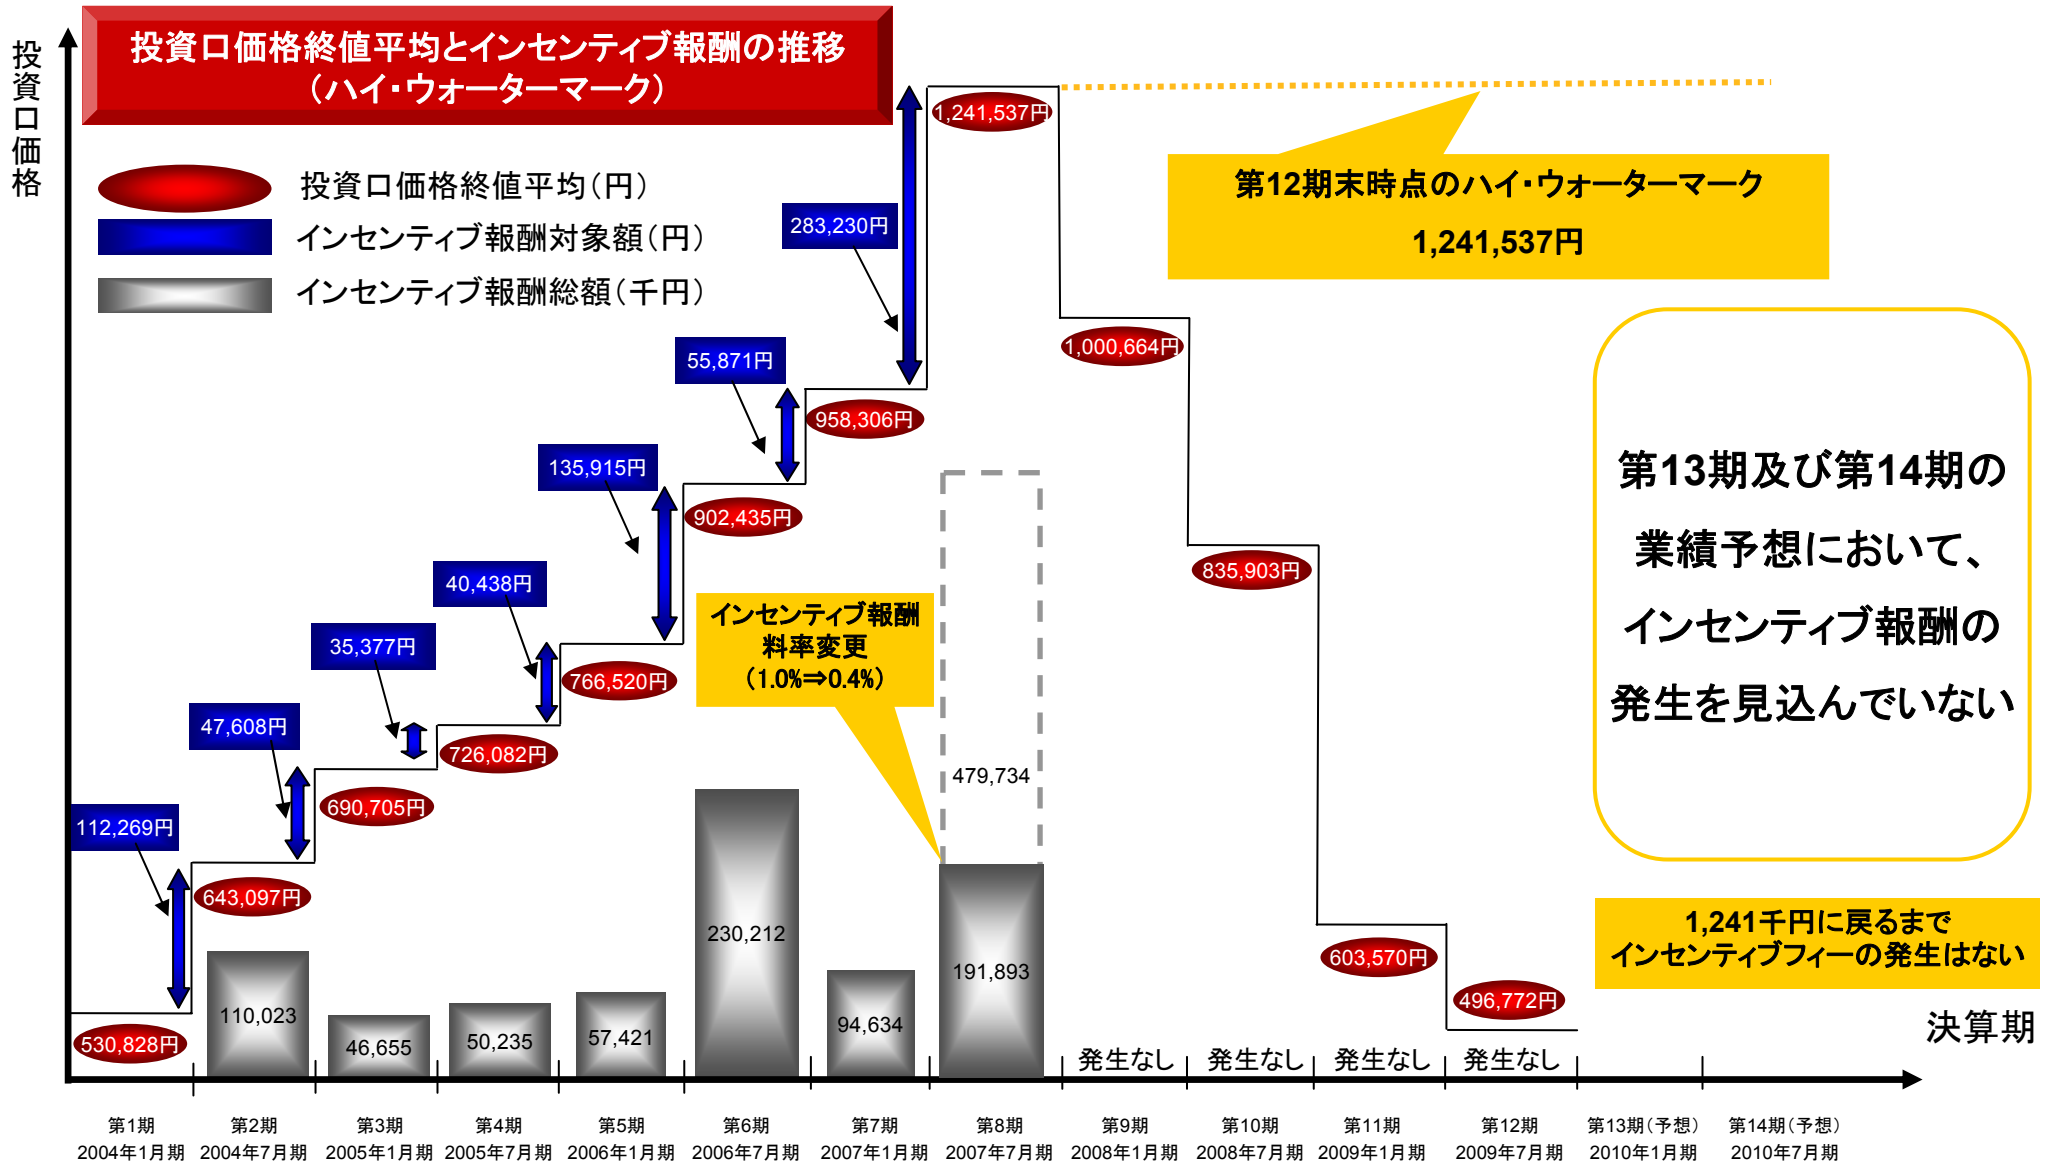 投資口価格終値平均とインセンティブ報酬の推移
（ハイ・ウォーターマーク）
投資口価格
投資口価格終値平均（円）
インセンティブ報酬対象額（円）
インセンティブ報酬総額（千円）
1,241,537円
第12期末時点のハイ・ウォーターマーク
1,241,537円
283,230円
1,000,664円
55,871円
958,306円
135,915円
902,435円
835,903円
40,438円
766,520円
インセンティブ報酬
料率変更
（1.0%⇒0.4%）
35,377円
726,082円
47,608円
690,705円
112,269円
643,097円
530,828円
479,734
第13期及び第14期の
業績予想において、
インセンティブ報酬の
発生を見込んでいない
603,570円
496,772円
1,241千円に戻るまで
インセンティブフィーの発生はない
110,023
46,655
50,235
57,421
230,212
94,634
191,893
発生なし
発生なし
発生なし
発生なし
決算期
第1期
2004年1月期
第2期
2004年7月期
第3期
2005年1月期
第4期
2005年7月期
第5期
2006年1月期
第6期
2006年7月期
第7期
2007年1月期
第8期
2007年7月期
第9期
2008年1月期
第10期
2008年7月期
第11期
2009年1月期
第12期
2009年7月期
第13期（予想）
2010年1月期
第14期（予想）
2010年7月期